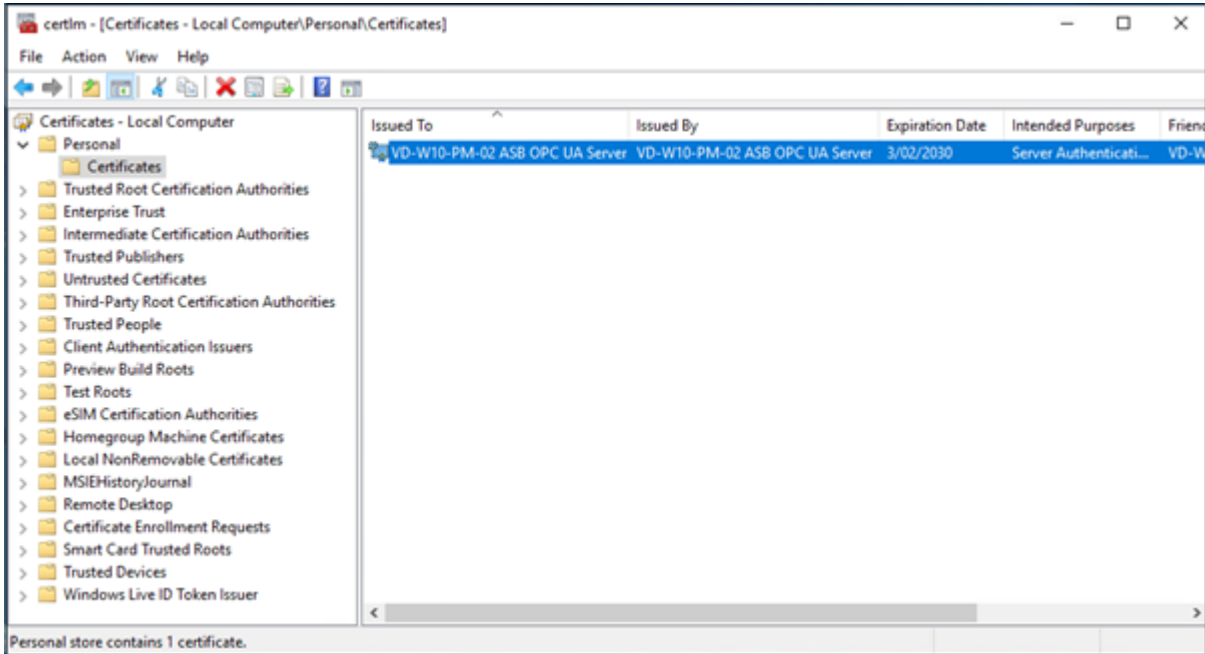 certlm - [Certificates - Local Computer\Personal\Certificates]
File Action View Help
Certificates - Local Computer
Personal
Certificates
Trusted Root Certification Authorities
Enterprise Trust
Intermediate Certification Authorities
Trusted Publishers
Untrusted Certificates
Third-Party Root Certification Authorities
Trusted People
Client Authentication Issuers
Preview Build Roots
Test Roots
eSIM Certification Authorities
Homegroup Machine Certificates
Local NonRemovable Certificates
MSIEHistoryJournal
Remote Desktop
Certificate Enrollment Requests
Smart Card Trusted Roots
Trusted Devices
Windows Live ID Token Issuer
Issued To Issued By Expiration Date Intended Purposes Friend
VD-W10-PM-02 ASB OPC UA Server VD-W10-PM-02 ASB OPC UA Server 3/02/2030 Server Authenticati... VD-W
Personal store contains 1 certificate.